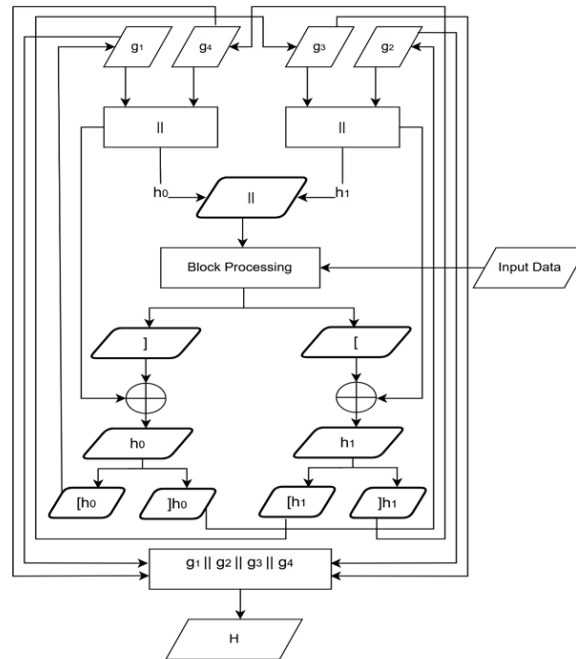 g₁ g₄ g₃ g₂
|| ||
h₀ h₁
||
Block Processing
Input Data
] [
h₀ h₁
[h₀ ]h₀ [h₁ ]h₁
g₁ || g₂ || g₃ || g₄
H